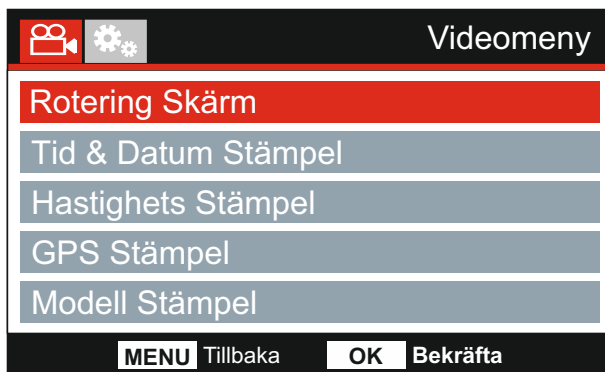 Videomeny
Rotering Skärm
Tid & Datum Stämpel
Hastighets Stämpel
GPS Stämpel
Modell Stämpel
MENU Tillbaka OK Bekräfta